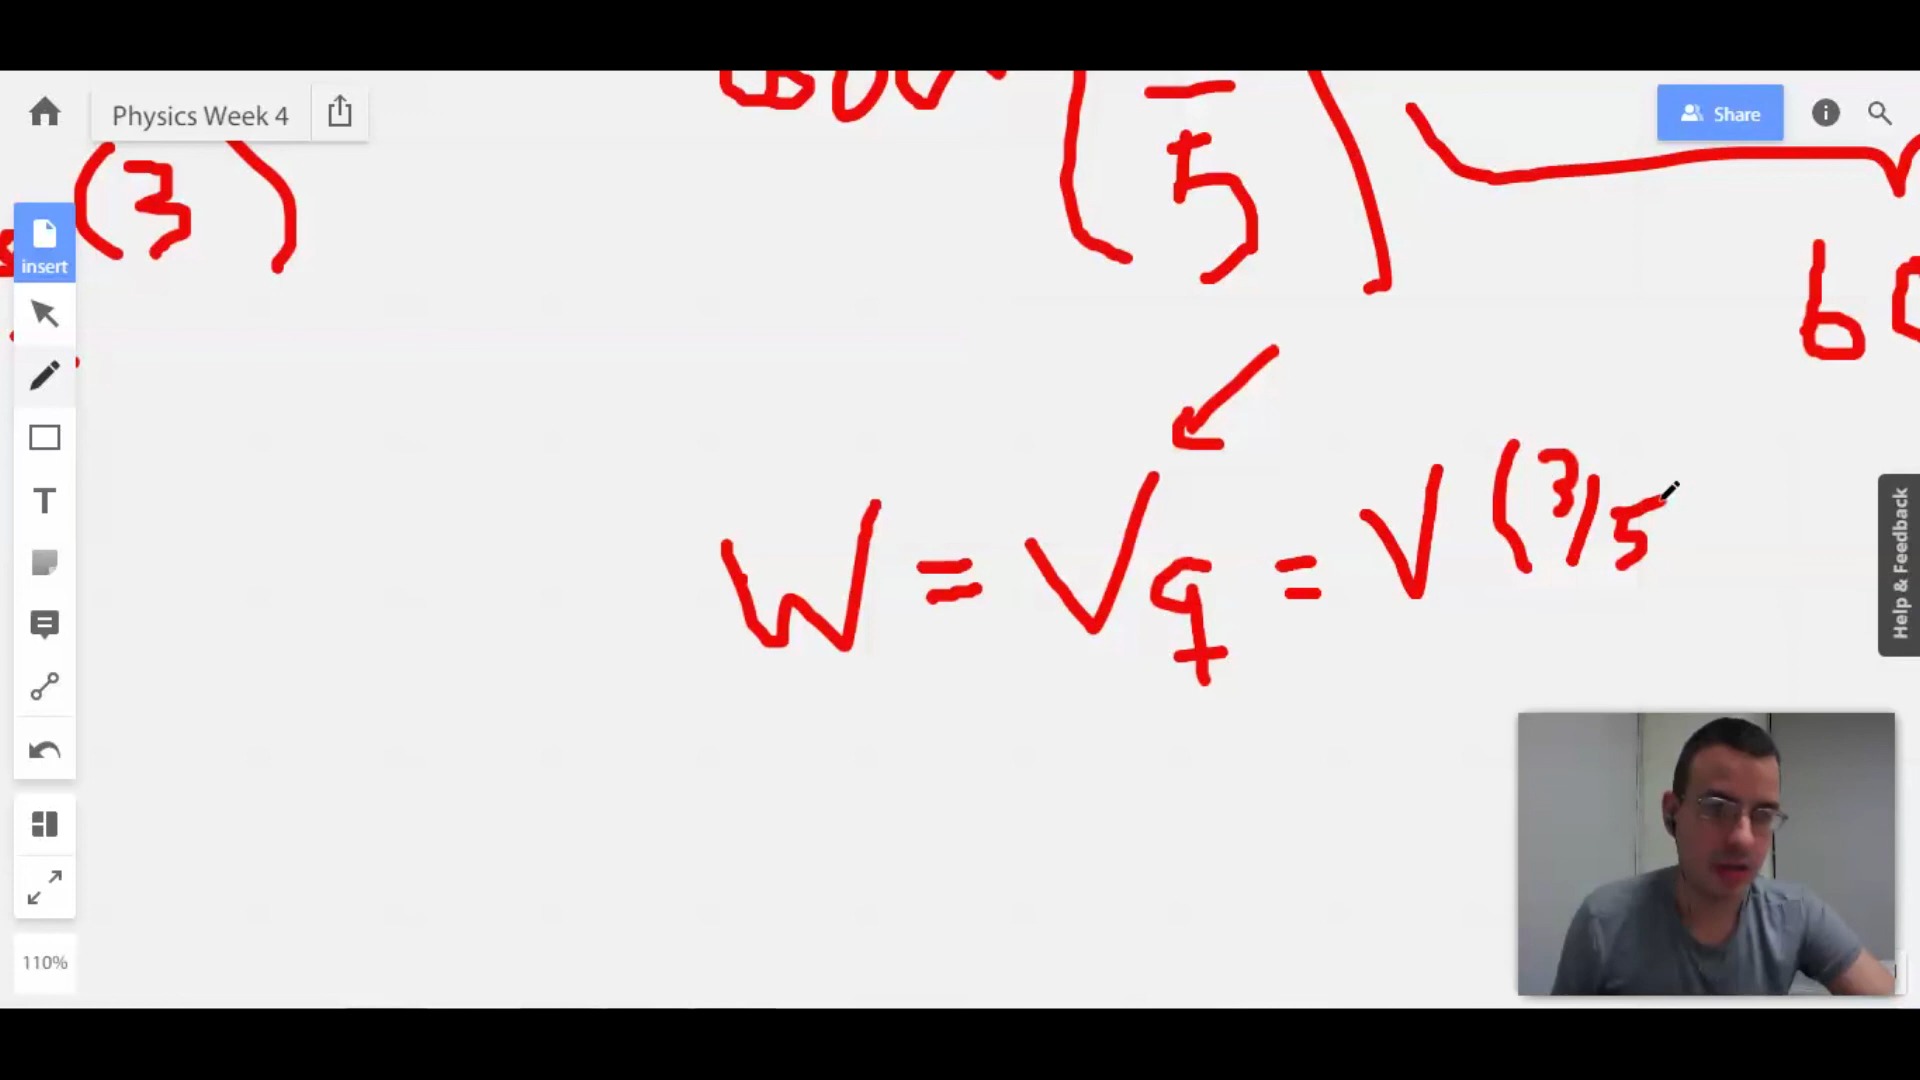 Physics Week 4
Share
(3)
5
insert
60
T
W = Vq = V (3/5
Help & Feedback
110%